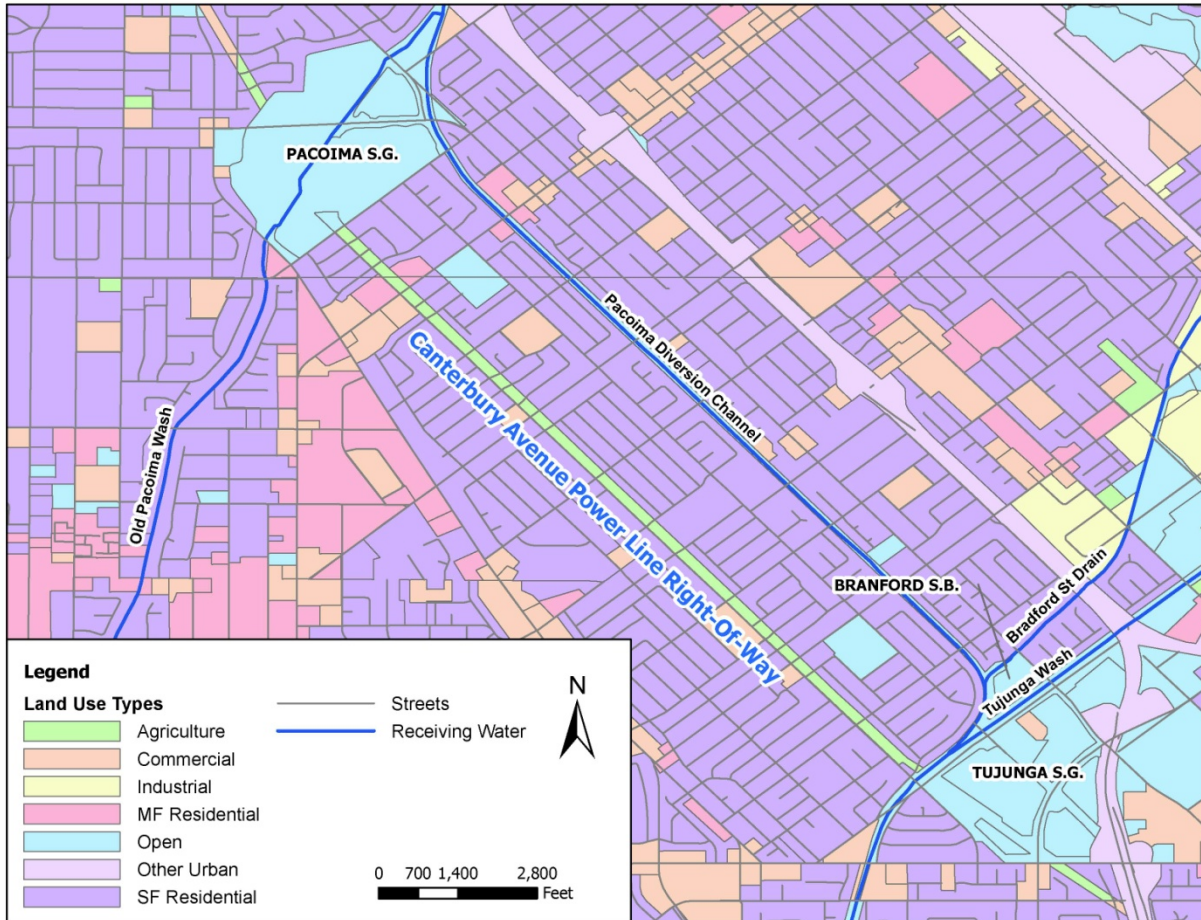 PACOIMA S.G.
Pacoima Diversion Channel
Canterbury Avenue Power Line Right-Of-Way
Old Pacoima Wash
BRANFORD S.B.
Bradford St Drain
Tujunga Wash
TUJUNGA S.G.
Legend
Land Use Types
Agriculture
Commercial
Industrial
MF Residential
Open
Other Urban
SF Residential
Streets
Receiving Water
N
0 700 1,400 2,800
Feet